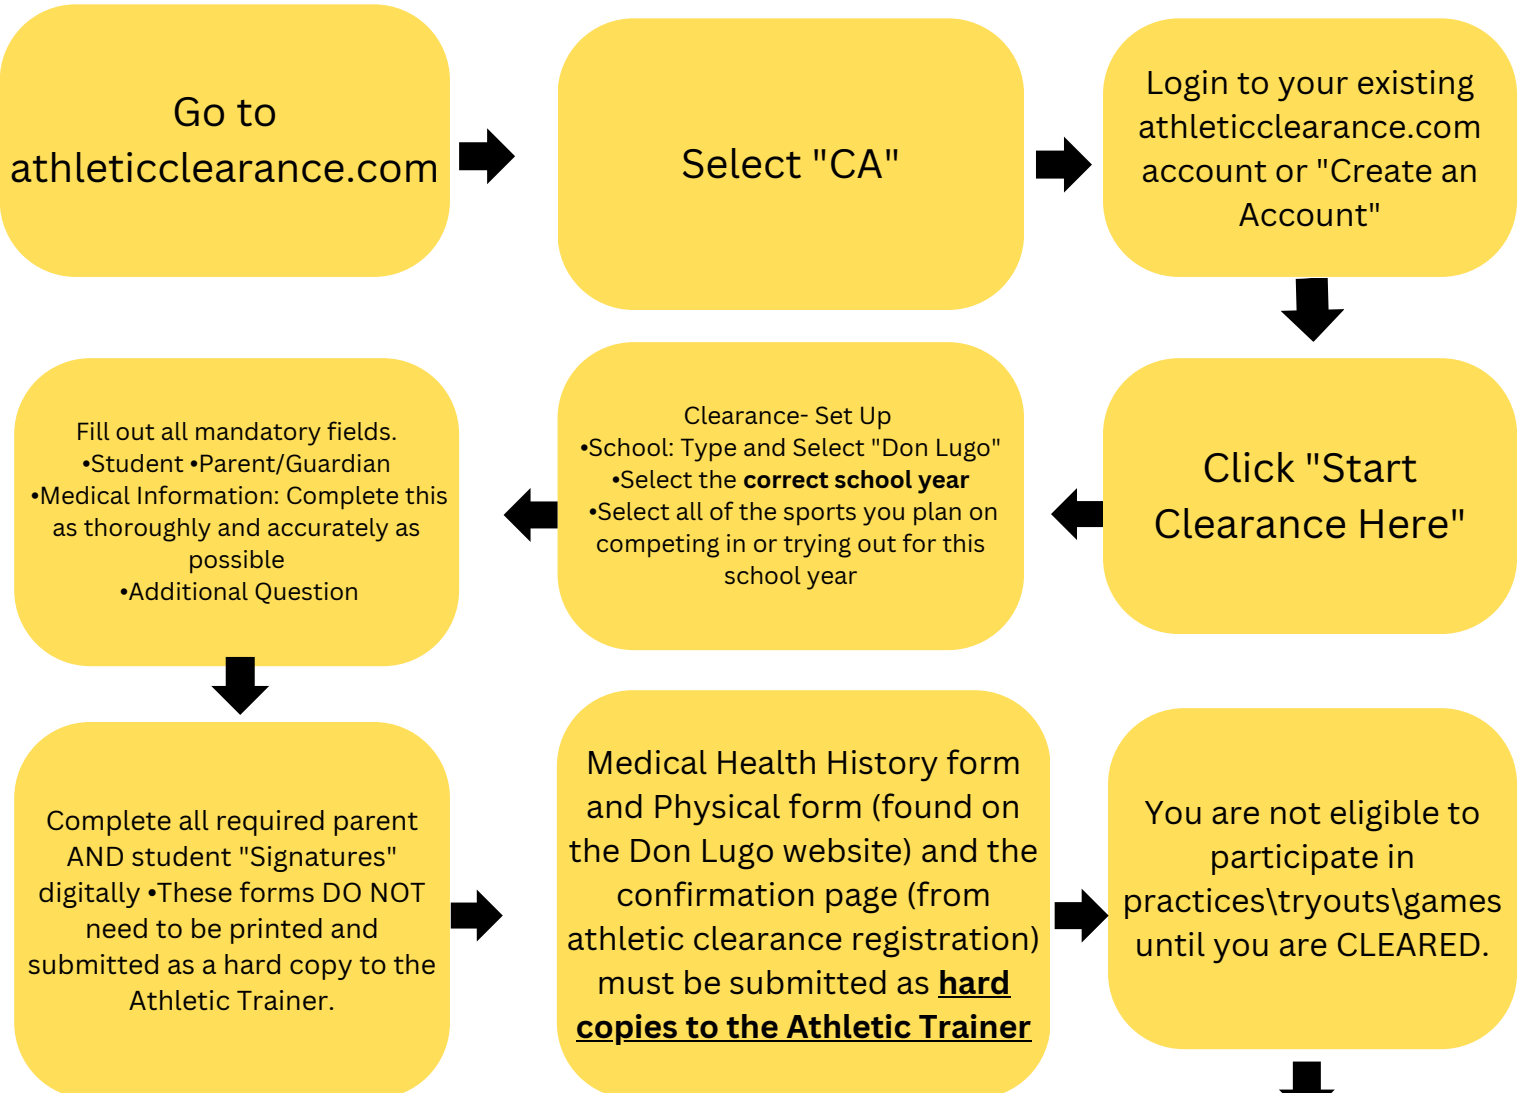 Go to
athleticclearance.com
Select "CA"
Login to your existing
athleticclearance.com
account or "Create an
Account"
Click "Start
Clearance Here"
Clearance- Set Up
•School: Type and Select "Don Lugo"
•Select the correct school year
•Select all of the sports you plan on
competing in or trying out for this
school year
Fill out all mandatory fields.
•Student •Parent/Guardian
•Medical Information: Complete this
as thoroughly and accurately as
possible
•Additional Question
Complete all required parent
AND student "Signatures"
digitally •These forms DO NOT
need to be printed and
submitted as a hard copy to the
Athletic Trainer.
Medical Health History form
and Physical form (found on
the Don Lugo website) and the
confirmation page (from
athletic clearance registration)
must be submitted as hard
copies to the Athletic Trainer
You are not eligible to
participate in
practices\tryouts\games
until you are CLEARED.